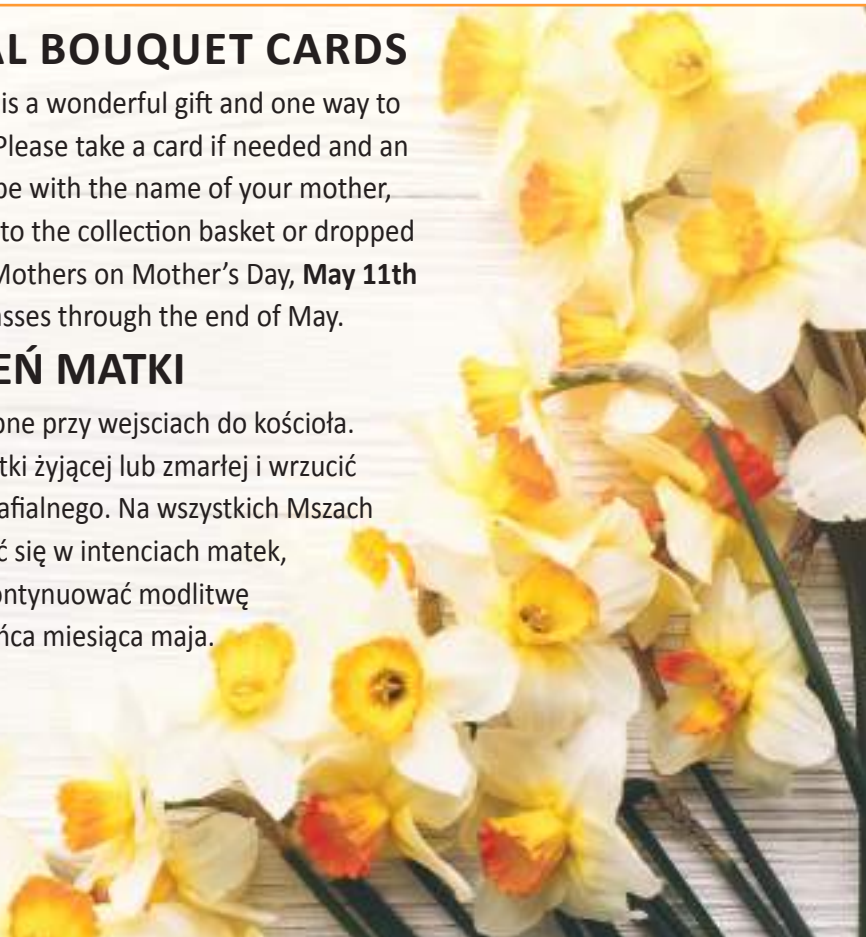 AL BOUQUET CARDS
is a wonderful gift and one way to
Please take a card if needed and an
pe with the name of your mother,
to the collection basket or dropped
Mothers on Mother’s Day, May 11th
asses through the end of May.
EŃ MATKI
pne przy wejsciach do kościoła.
tki żyjącej lub zmarłej i wrzucić
afialnego. Na wszystkich Mszach
ć się w intenciach matek,
ontynuować modlitwę
ńca miesiąca maja.